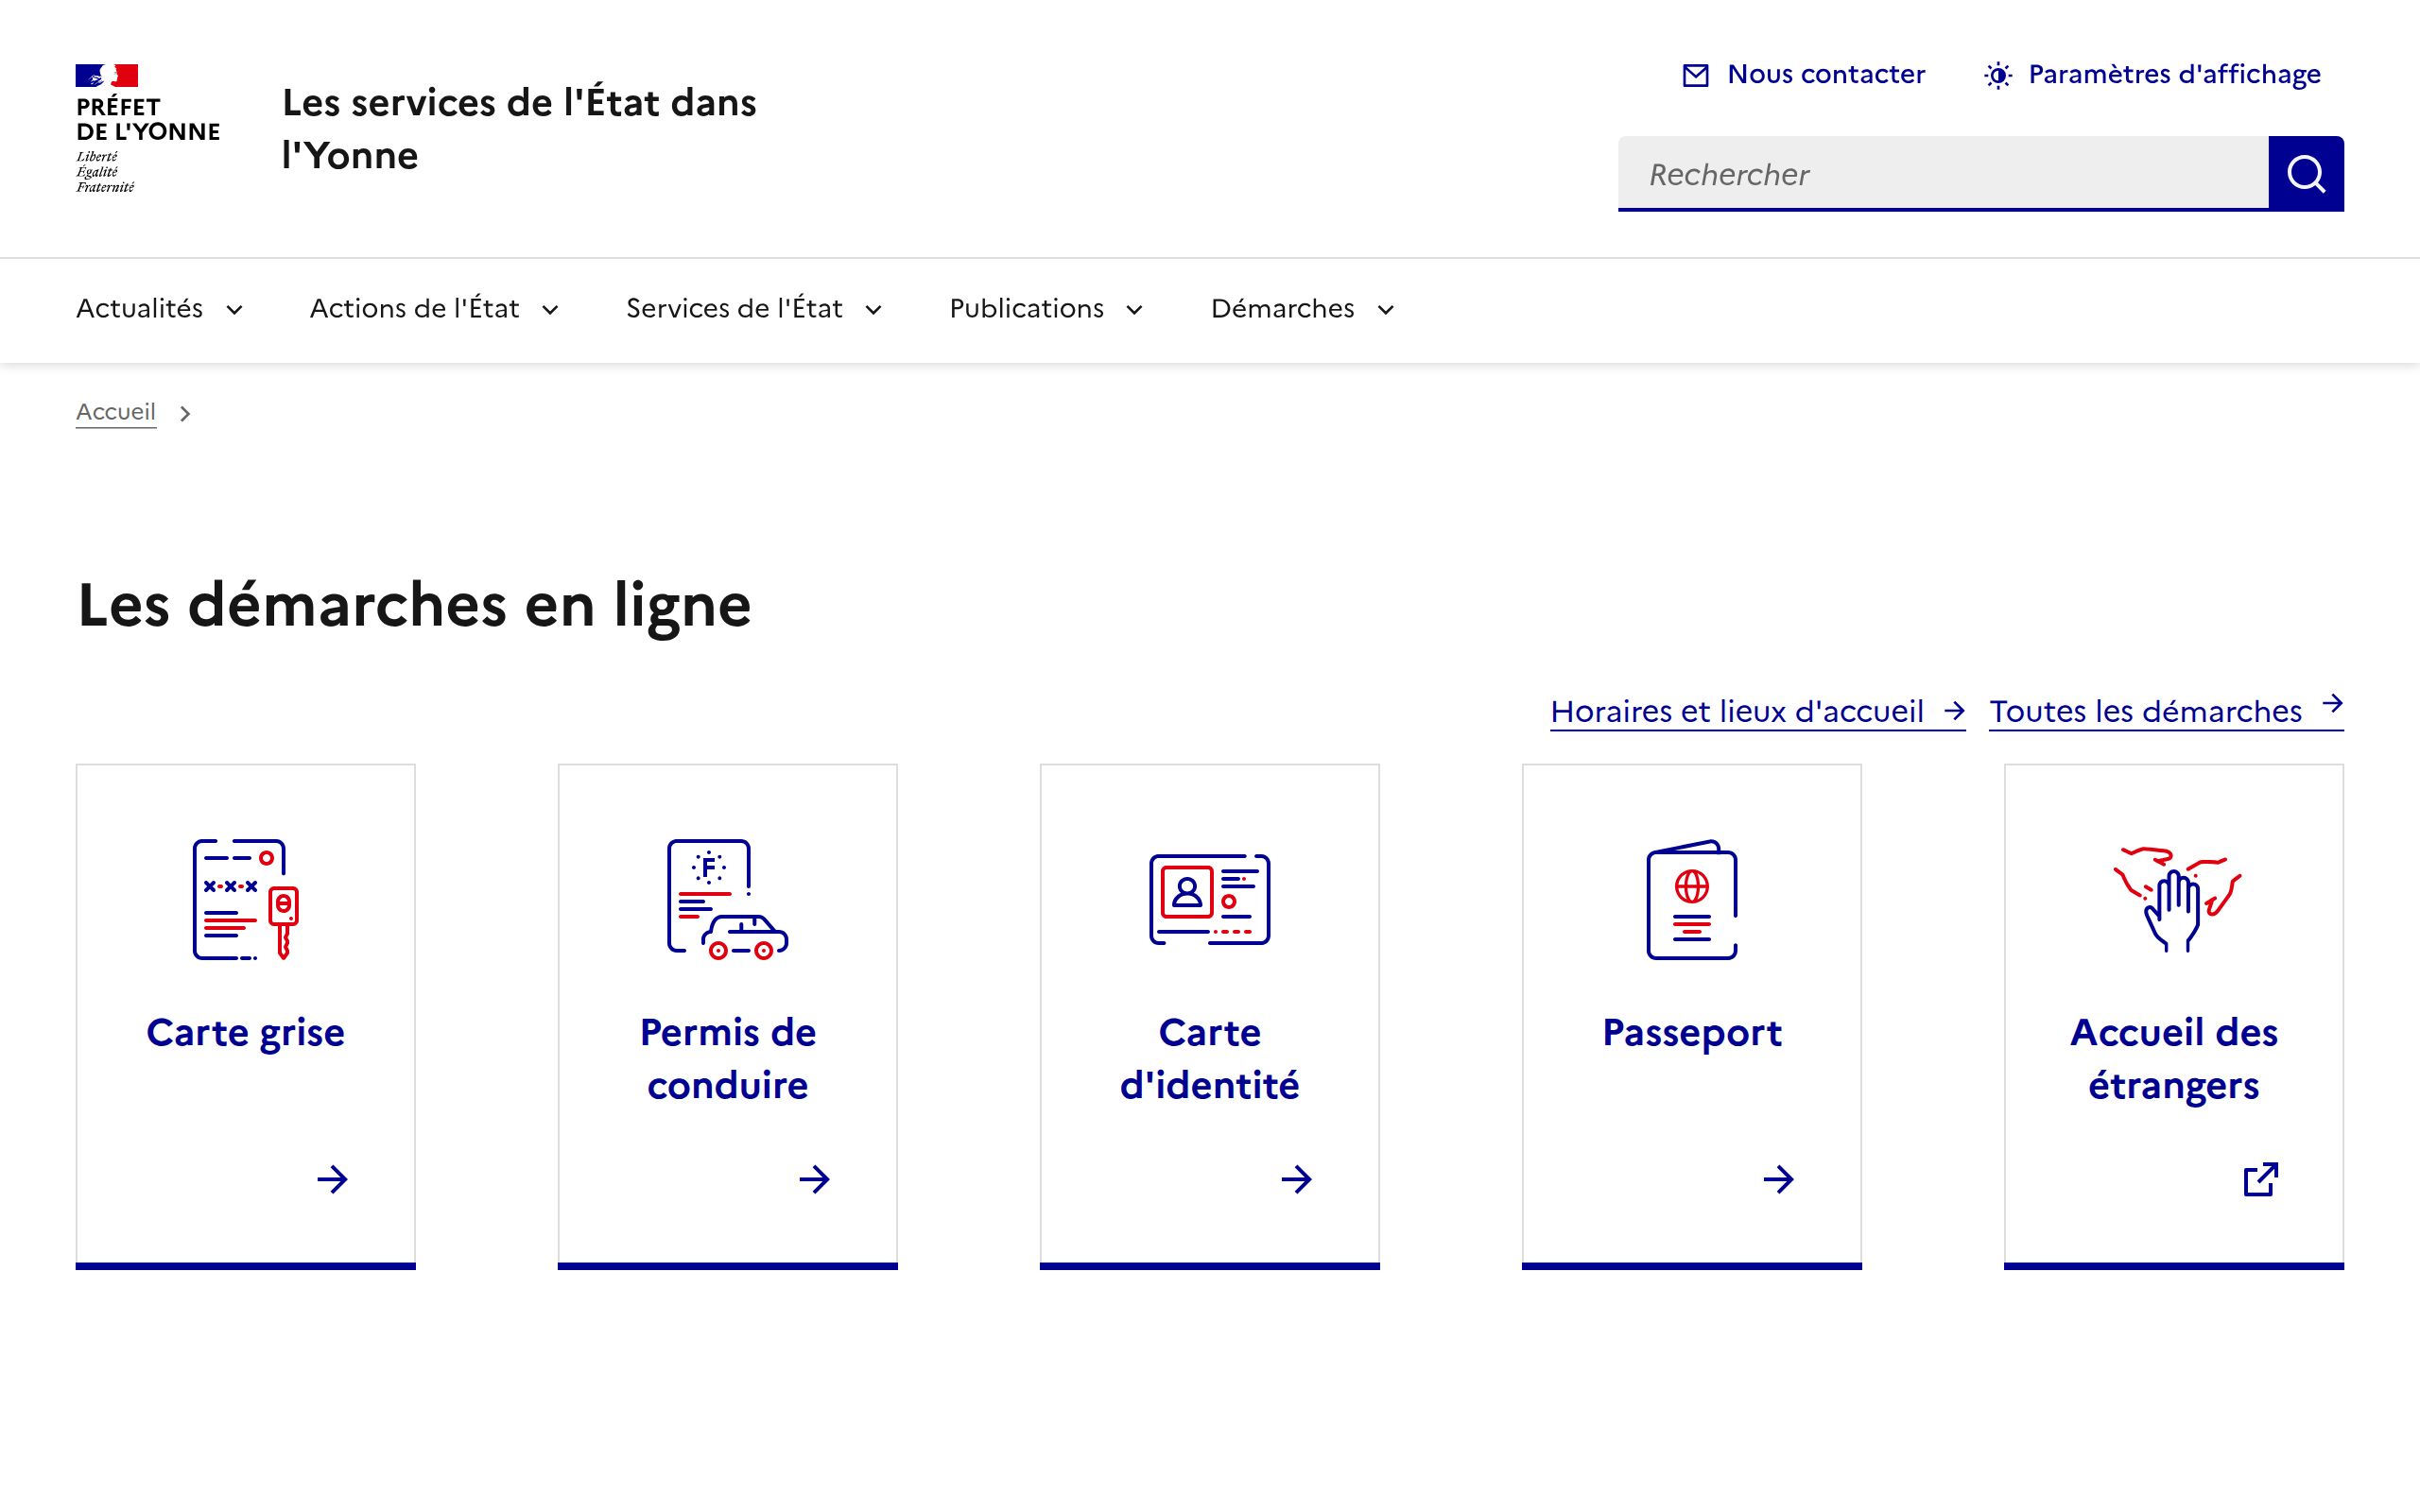 PRÉFET
DE L'YONNE
Liberté
Égalité
Fraternité
Les services de l'État dans
l'Yonne
Nous contacter
Paramètres d'affichage
Rechercher
Actualités
Actions de l'État
Services de l'État
Publications
Démarches
Accueil
Les démarches en ligne
Horaires et lieux d'accueil
Toutes les démarches
F
Carte grise
Permis de
conduire
Carte
d'identité
Passeport
Accueil des
étrangers